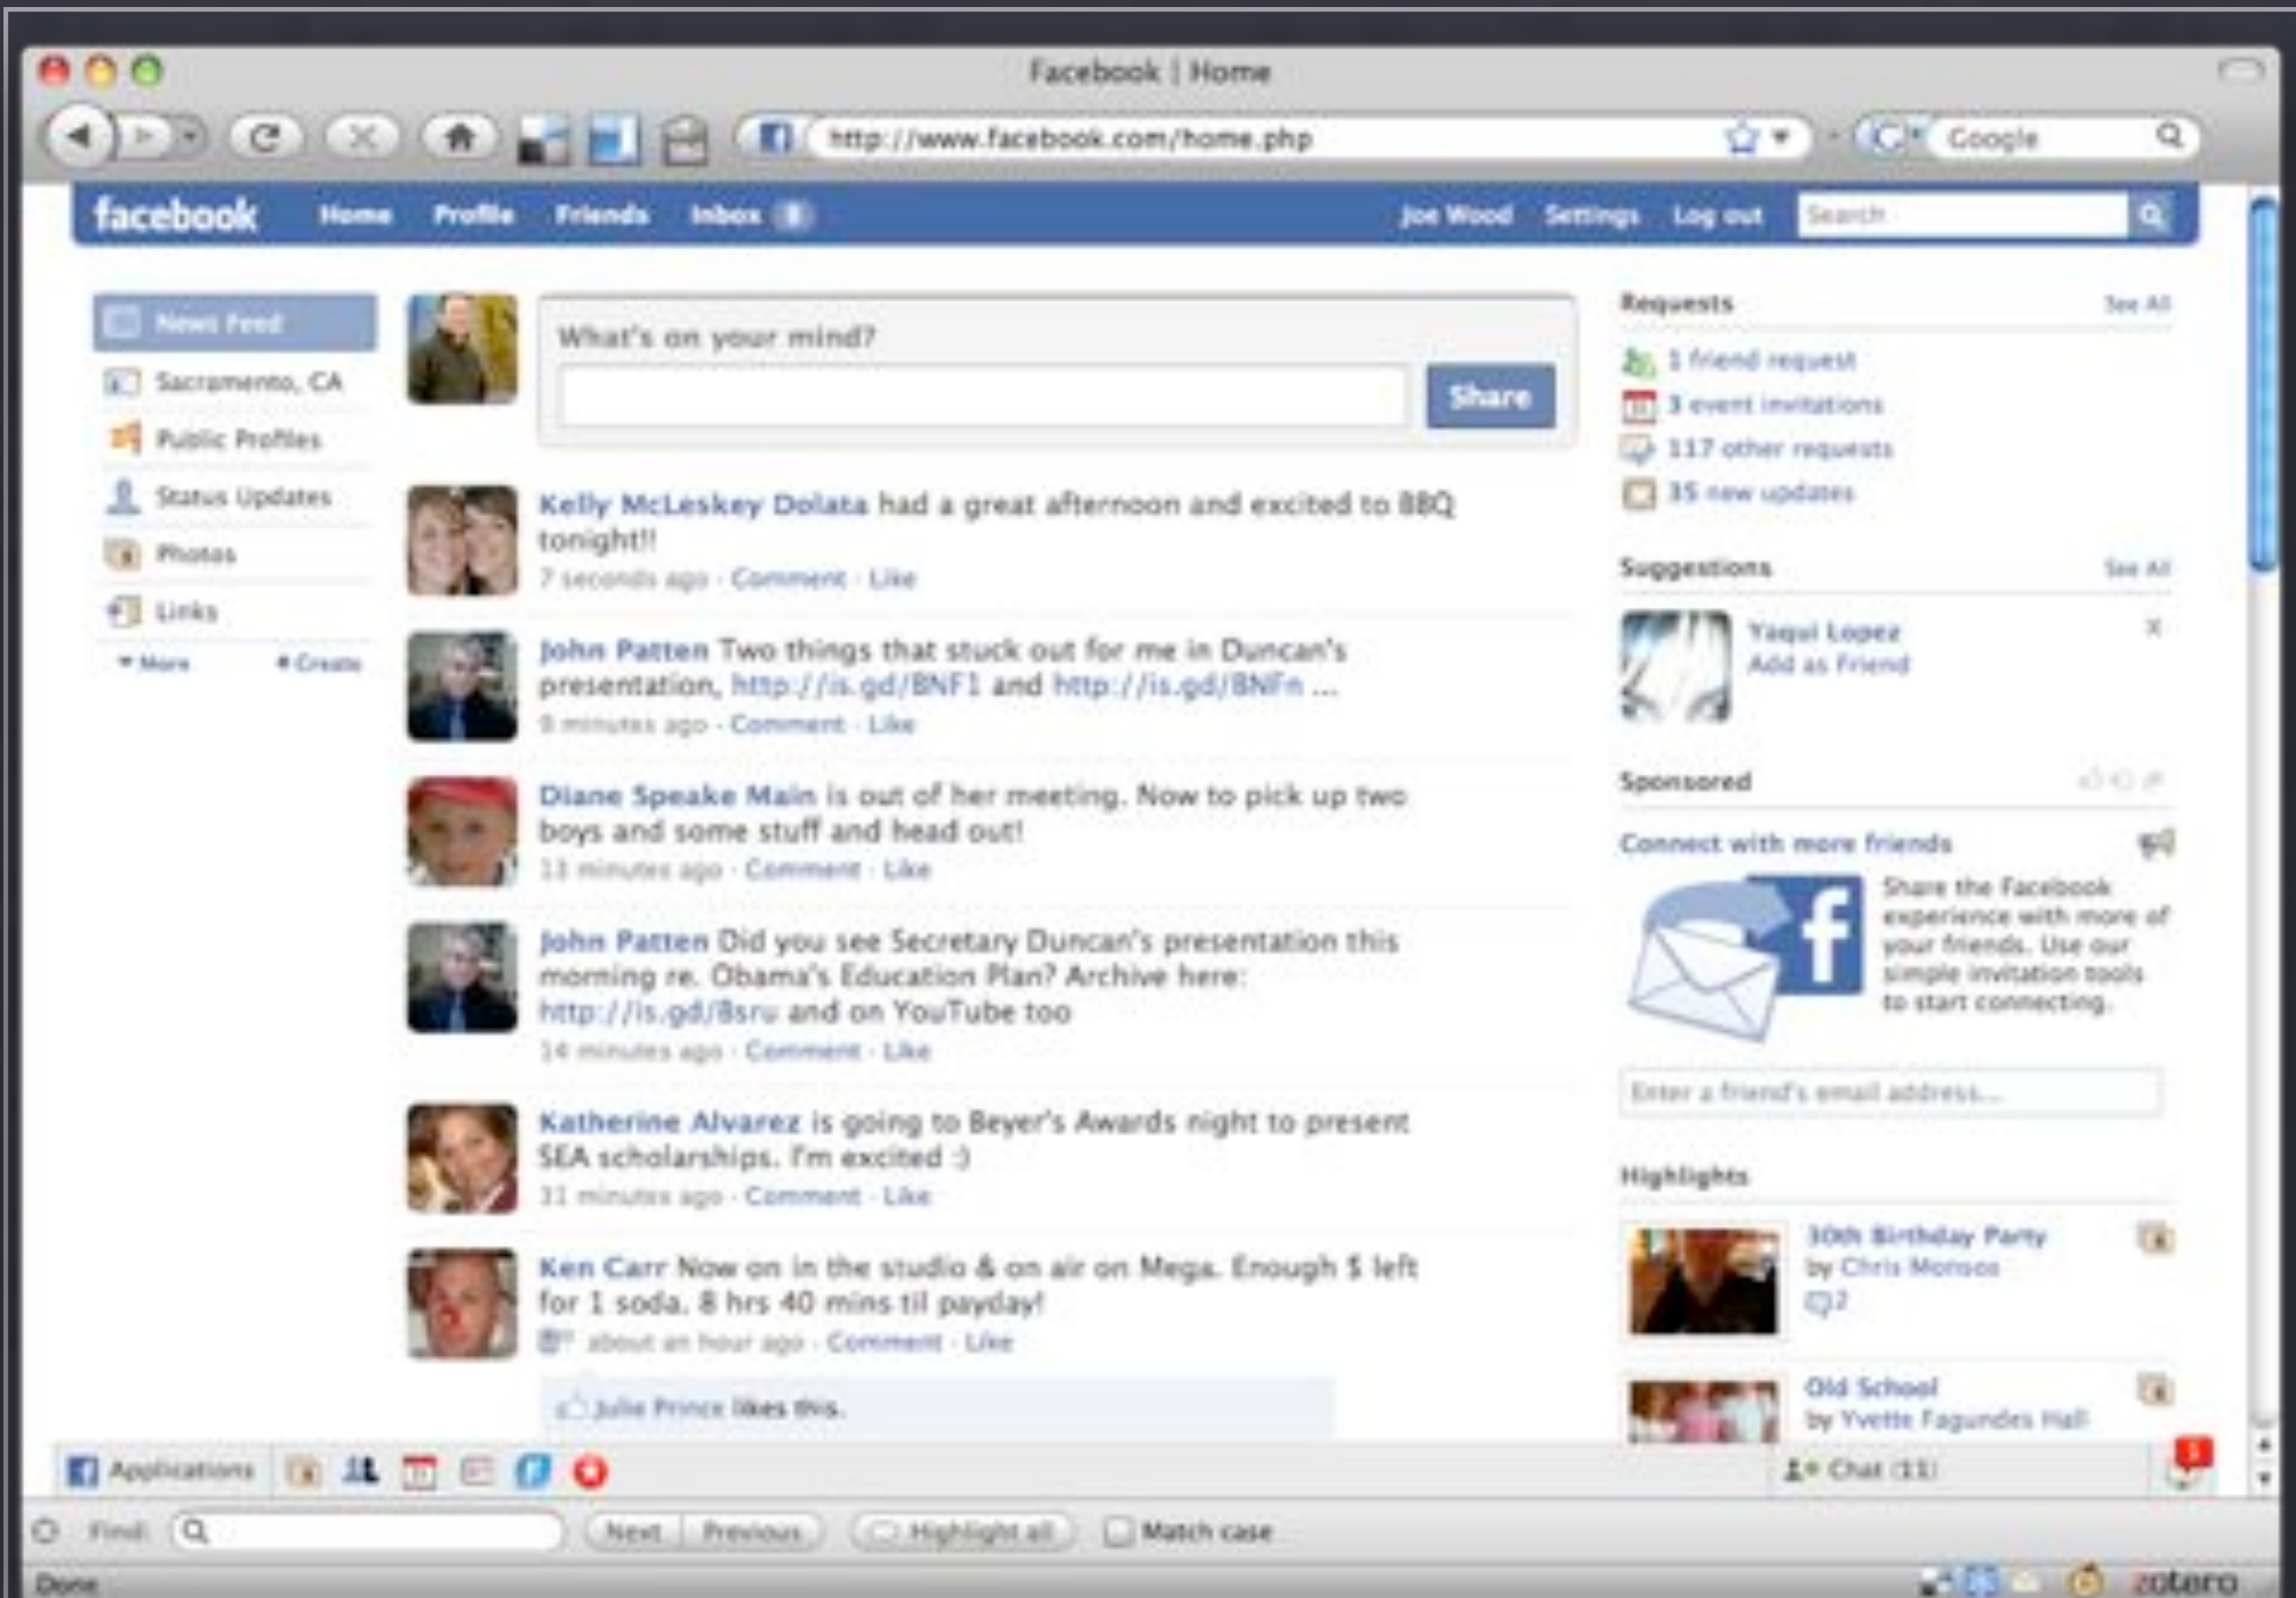 Facebook | Home
http://www.facebook.com/home.php
Google
facebook Home Profile Friends Inbox
Joe Wood Settings Log out Search
News Feed
Sacramento, CA
Public Profiles
Status Updates
Photos
Links
More Create
What's on your mind?
Share
Kelly McLeskey Dolata had a great afternoon and excited to BBQ
tonight!!
7 seconds ago · Comment · Like
John Patten Two things that stuck out for me in Duncan's
presentation, http://is.gd/BNF1 and http://is.gd/BNFn ...
9 minutes ago · Comment · Like
Diane Speake Main is out of her meeting. Now to pick up two
boys and some stuff and head out!
13 minutes ago · Comment · Like
John Patten Did you see Secretary Duncan's presentation this
morning re. Obama's Education Plan? Archive here:
http://is.gd/Bsru and on YouTube too
14 minutes ago · Comment · Like
Katherine Alvarez is going to Beyer's Awards night to present
SEA scholarships. I'm excited :)
31 minutes ago · Comment · Like
Ken Carr Now on in the studio & on air on Mega. Enough $ left
for 1 soda. 8 hrs 40 mins til payday!
about an hour ago · Comment · Like
Julie Prince likes this.
Requests See All
1 friend request
3 event invitations
117 other requests
35 new updates
Suggestions See All
Yaqui Lopez X
Add as Friend
Sponsored
Connect with more friends
Share the Facebook
experience with more of
your friends. Use our
simple invitation tools
to start connecting.
Enter a friend's email address...
Highlights
30th Birthday Party
by Chris
2
Old School
by Yvette Fagundes Hall
Applications
Chat (11)
Find: Next Previous Highlight all Match case
Done
zotero